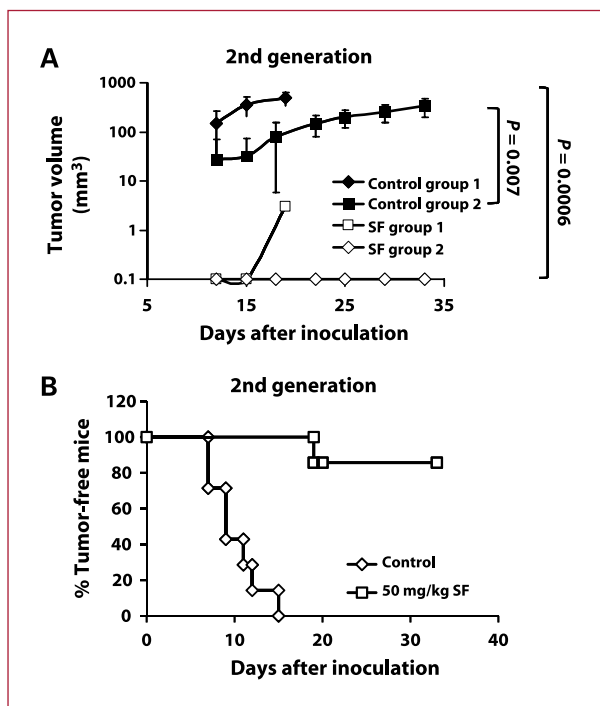 A
2nd generation
Tumor volume
(mm³)
1000
100
10
1
0.1
Control group 1
Control group 2
SF group 1
SF group 2
P = 0.007
P = 0.0006
5
15
25
35
Days after inoculation
B
2nd generation
% Tumor-free mice
120
100
80
60
40
20
0
Control
50 mg/kg SF
0
10
20
30
40
Days after inoculation